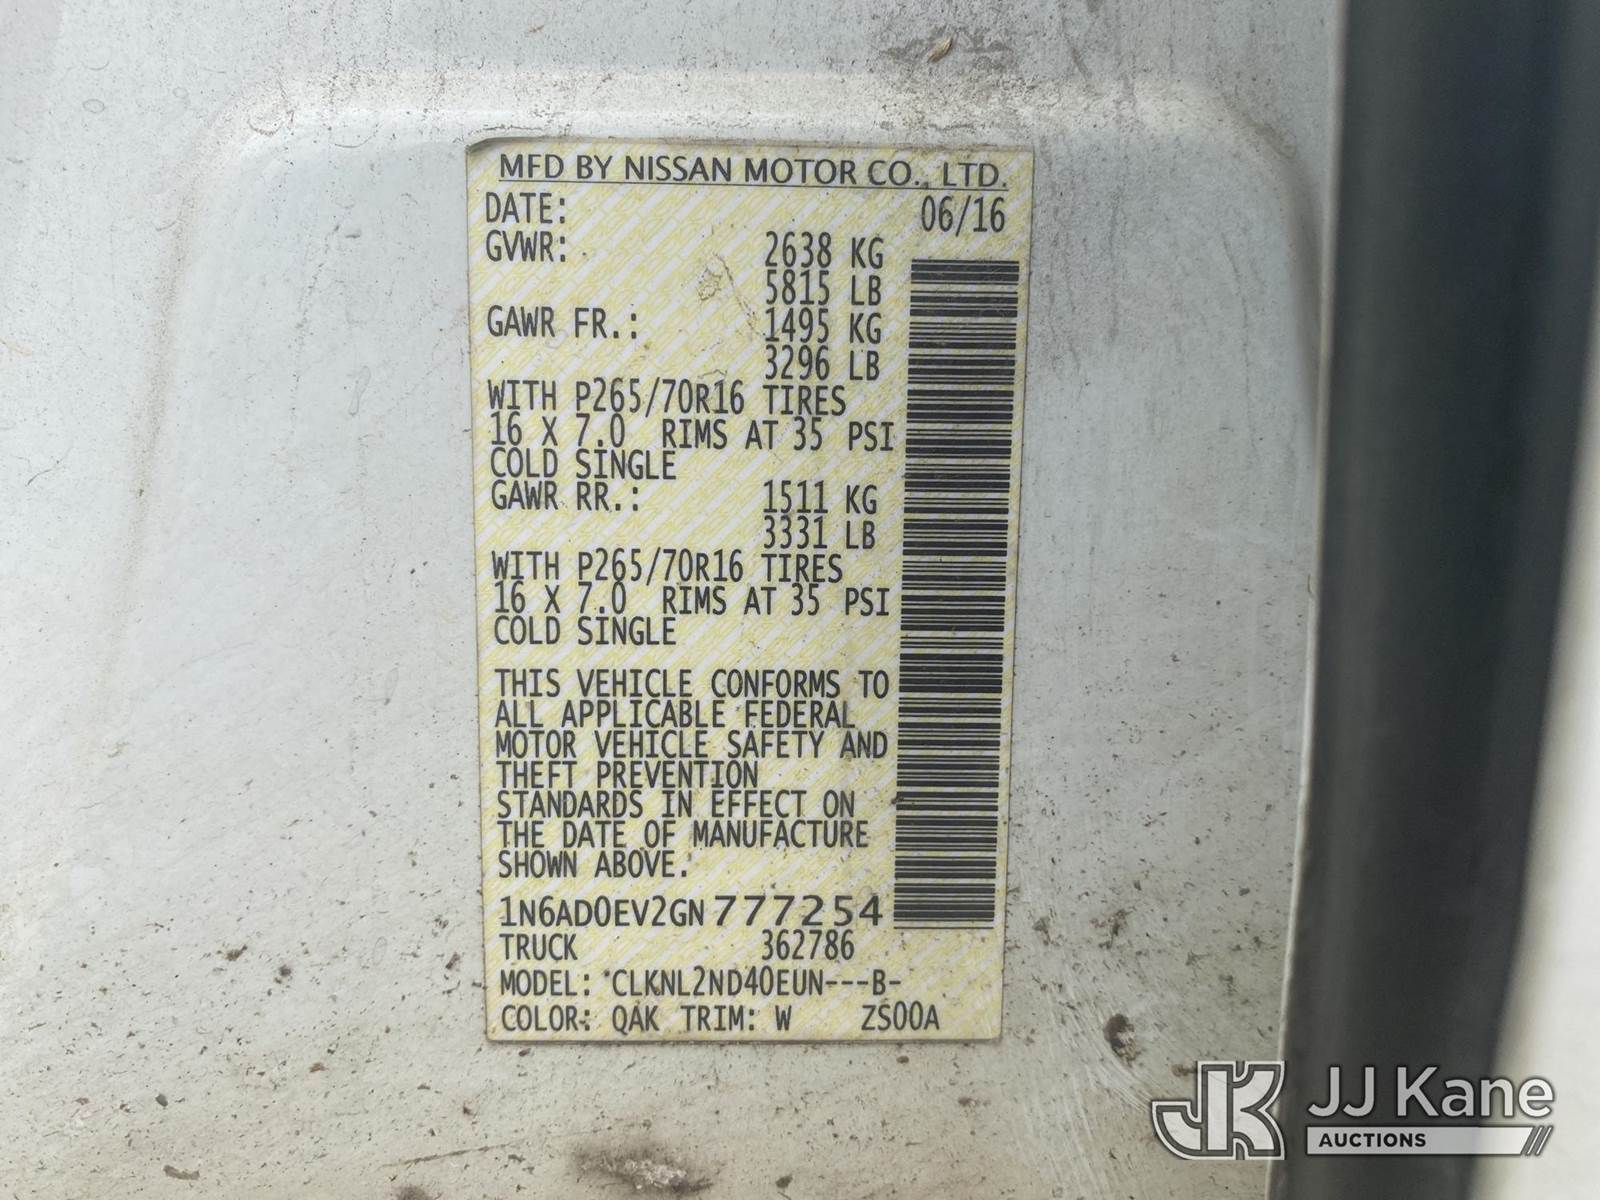 MFD BY NISSAN MOTOR CO., LTD.
DATE: 06/16
GVWR: 2638 KG
5815 LB
GAWR FR.: 1495 KG
3296 LB
WITH P265/70R16 TIRES
16 X 7.0 RIMS AT 35 PSI
COLD SINGLE
GAWR RR.: 1511 KG
3331 LB
WITH P265/70R16 TIRES
16 X 7.0 RIMS AT 35 PSI
COLD SINGLE
THIS VEHICLE CONFORMS TO
ALL APPLICABLE FEDERAL
MOTOR VEHICLE SAFETY AND
THEFT PREVENTION
STANDARDS IN EFFECT ON
THE DATE OF MANUFACTURE
SHOWN ABOVE.
1N6AD0EV2GN777254
TRUCK 362786
MODEL: CLKNL2ND40EUN---B-
COLOR: QAK TRIM: W ZS00A
JK JJ Kane
AUCTIONS